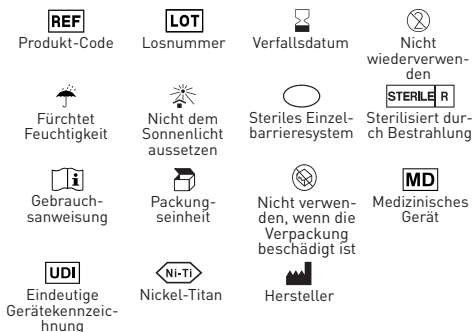 REF
LOT
Produkt-Code
Losnummer
Verfallsdatum
Nicht
wiederverwen-
den
2
STERILE R
Fürchtet
Feuchtigkeit
Nicht dem
Sonnenlicht
aussetzen
Steriles Einzel-
barrieresystem
Sterilisiert dur-
ch Bestrahlung
i
MD
Gebrauch-
sanweisung
Packung-
seinheit
Nicht verwen-
den, wenn die
Verpackung
beschädigt ist
Medizinisches
Gerät
UDI
Ni-Ti
Eindeutige
Gerätekennzeic-
hnung
Nickel-Titan
Hersteller